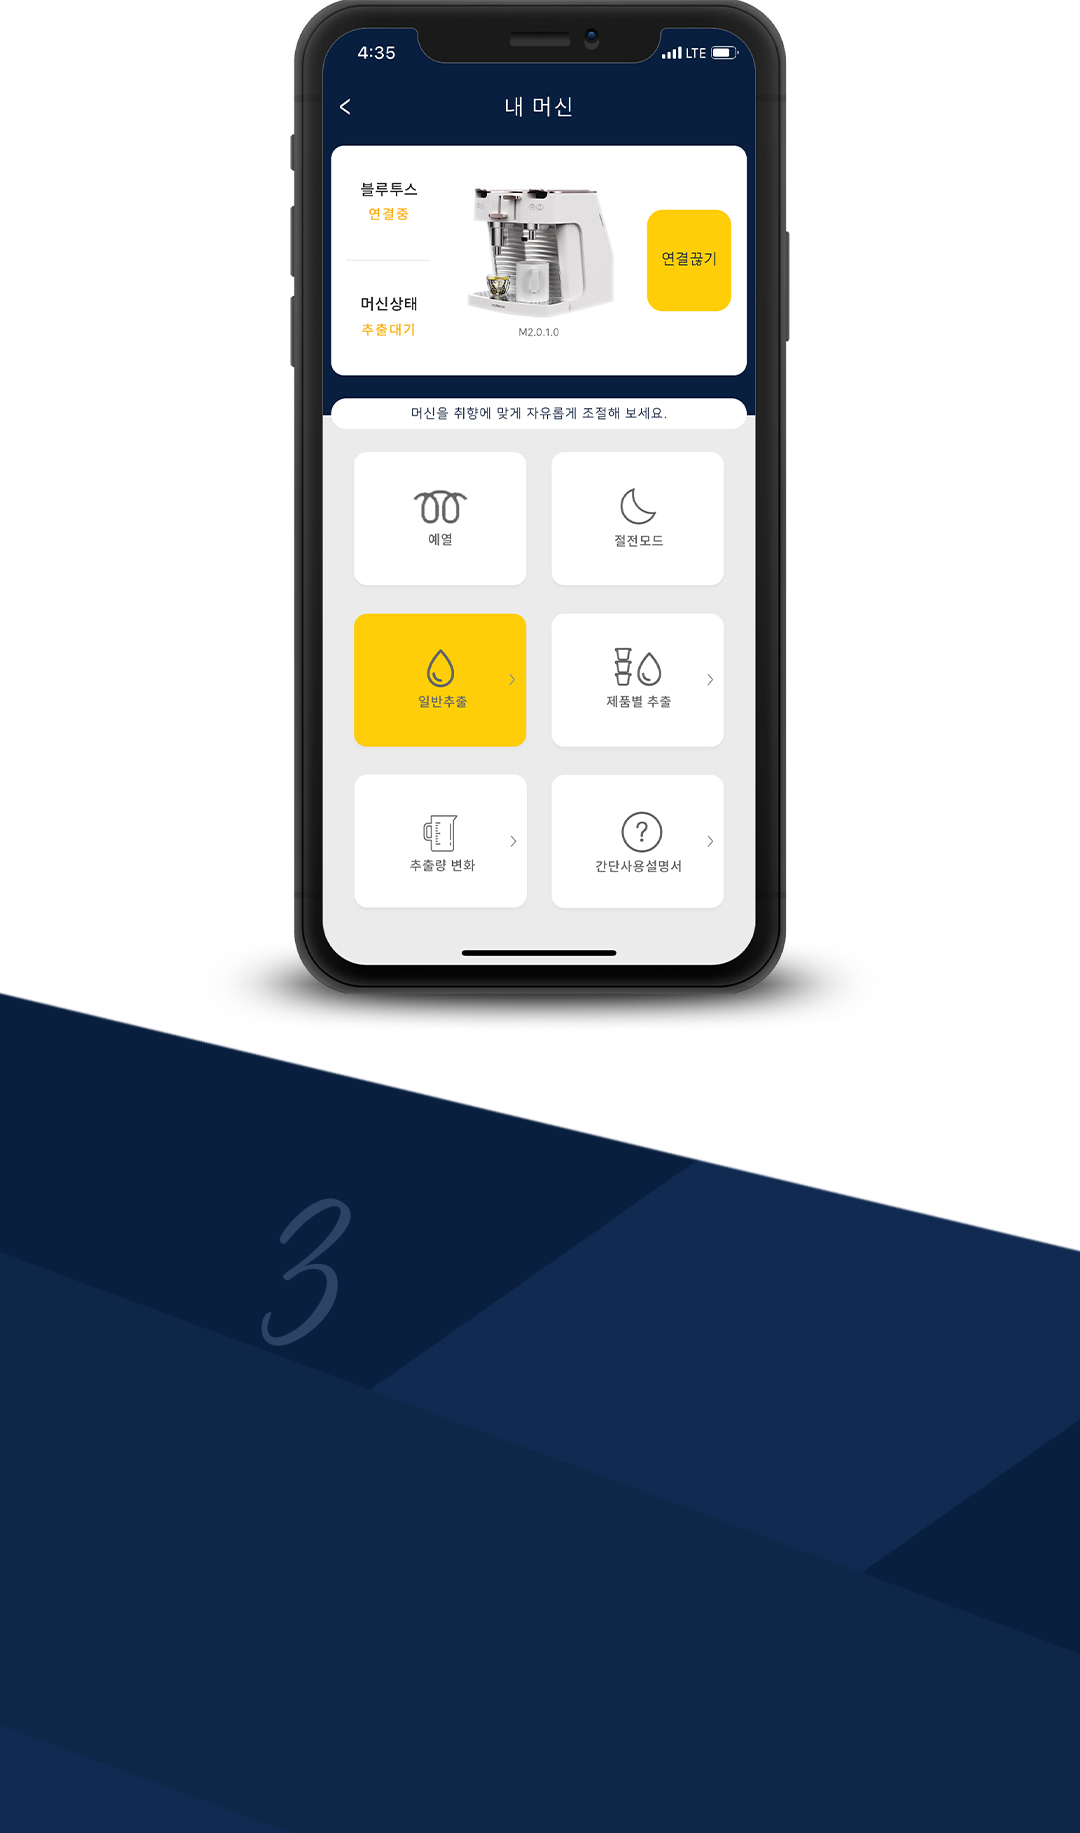 4:35
LTE
내 머신
블루투스
연결중
머신상태
추출대기
M2.0.1.0
연결끊기
머신을 취향에 맞게 자유롭게 조절해 보세요.
예열
절전모드
일반추출
제품별 추출
추출량 변화
간단사용설명서
3